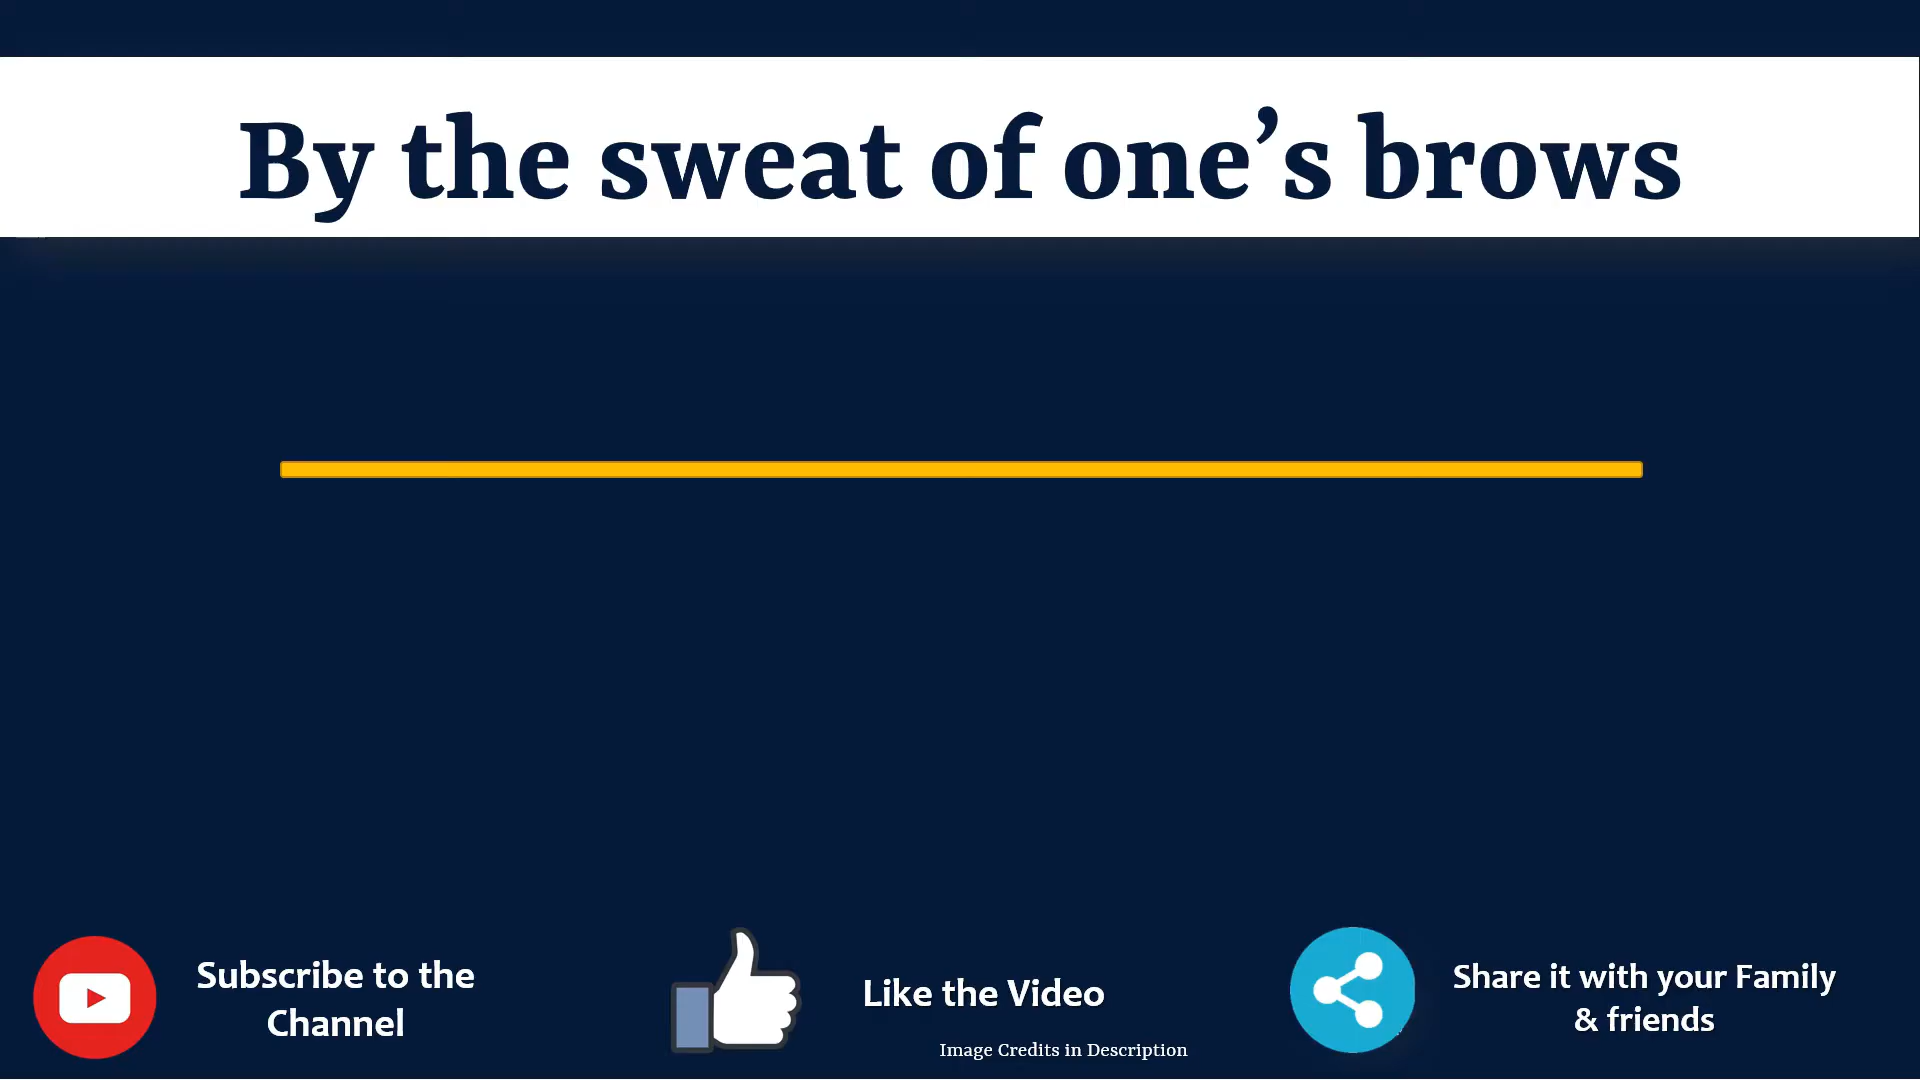 By the sweat of one’s brows
Subscribe to the
Channel
Like the Video
Image Credits in Description
Share it with your Family
& friends